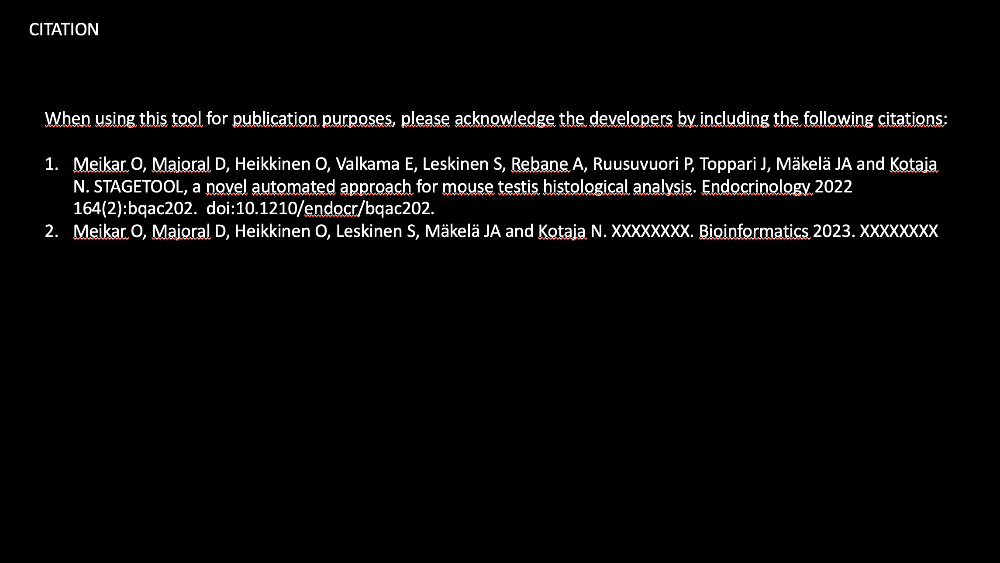 CITATION
When using this tool for publication purposes, please acknowledge the developers by including the following citations:
1. Meikar O, Majoral D, Heikkinen O, Valkama E, Leskinen S, Rebane A, Ruusuvuori P, Toppari J, Mäkelä JA and Kotaja
N. STAGETOOL, a novel automated approach for mouse testis histological analysis. Endocrinology 2022
164(2):bqac202.  doi:10.1210/endocr/bqac202.
2. Meikar O, Majoral D, Heikkinen O, Leskinen S, Mäkelä JA and Kotaja N. XXXXXXXX. Bioinformatics 2023. XXXXXXXX